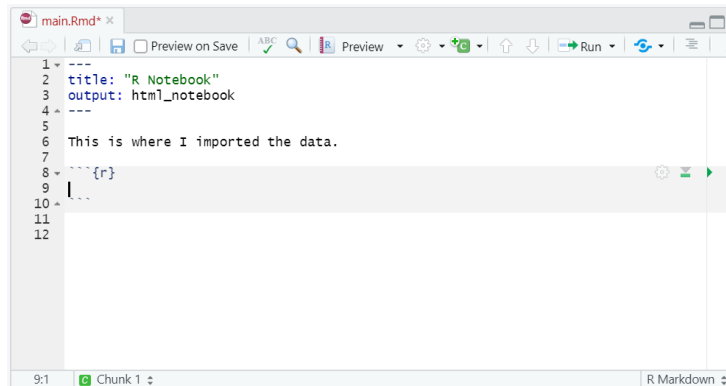 main.Rmd*
Preview on Save ABC Preview Run
1 ---
2 title: "R Notebook"
3 output: html_notebook
4 ---
5
6 This is where I imported the data.
7
8 ```{r}
9
10 ```
11
12
9:1 C Chunk 1 R Markdown